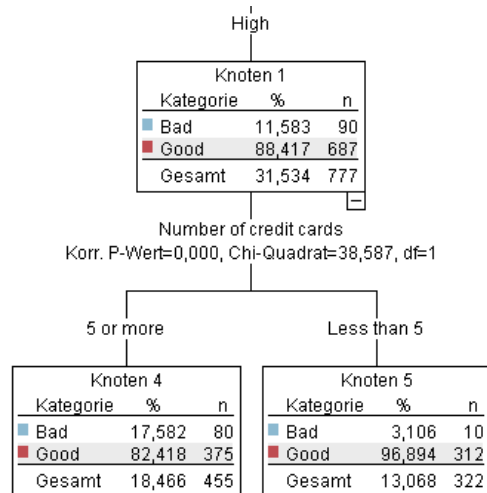 High
Knoten 1
Kategorie % n
Bad 11,583 90
Good 88,417 687
Gesamt 31,534 777
Number of credit cards
Korr. P-Wert=0,000, Chi-Quadrat=38,587, df=1
5 or more
Less than 5
Knoten 4
Kategorie % n
Bad 17,582 80
Good 82,418 375
Gesamt 18,466 455
Knoten 5
Kategorie % n
Bad 3,106 10
Good 96,894 312
Gesamt 13,068 322